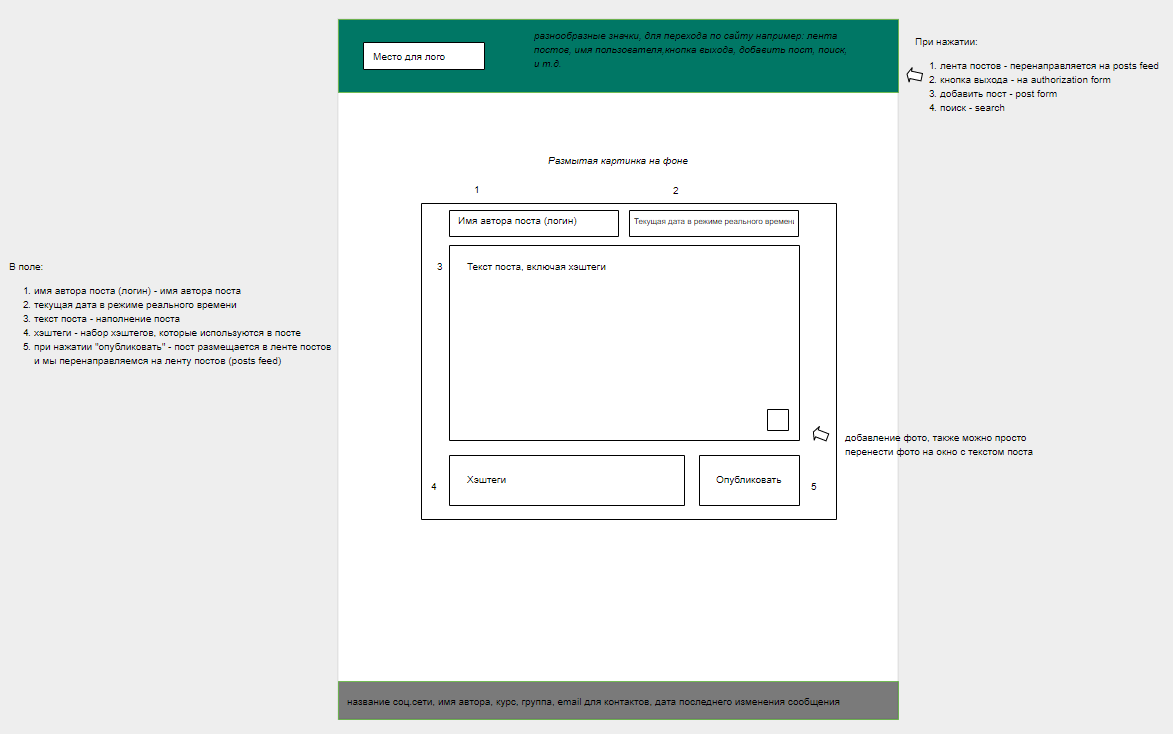 разнообразные значки, для перехода по сайту например: лента
постов, имя пользователя,кнопка выхода, добавить пост, поиск,
и т.д.
Место для лого
При нажатии:
1. лента постов - перенаправляется на posts feed
2. кнопка выхода - на authorization form
3. добавить пост - post form
4. поиск - search
Размытая картинка на фоне
1
2
Имя автора поста (логин)
Текущая дата в режиме реального времени
3
Текст поста, включая хэштеги
В поле:
1. имя автора поста (логин) - имя автора поста
2. текущая дата в режиме реального времени
3. текст поста - наполнение поста
4. хэштеги - набор хэштегов, которые используются в посте
5. при нажатии "опубликовать" - пост размещается в ленте постов
и мы перенаправляемся на ленту постов (posts feed)
добавление фото, также можно просто
перенести фото на окно с текстом поста
4
Хэштеги
Опубликовать
5
название соц.сети, имя автора, курс, группа, email для контактов, дата последнего изменения сообщения